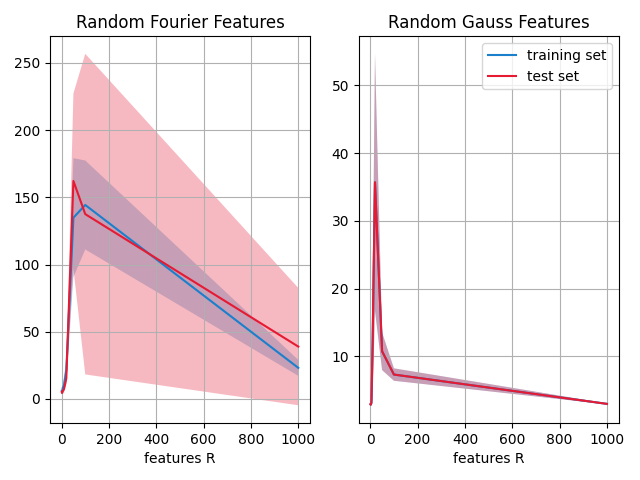 Random Fourier Features
250
200
150
100
50
0
0 200 400 600 800 1000
features R
Random Gauss Features
training set
test set
50
40
30
20
10
0 200 400 600 800 1000
features R